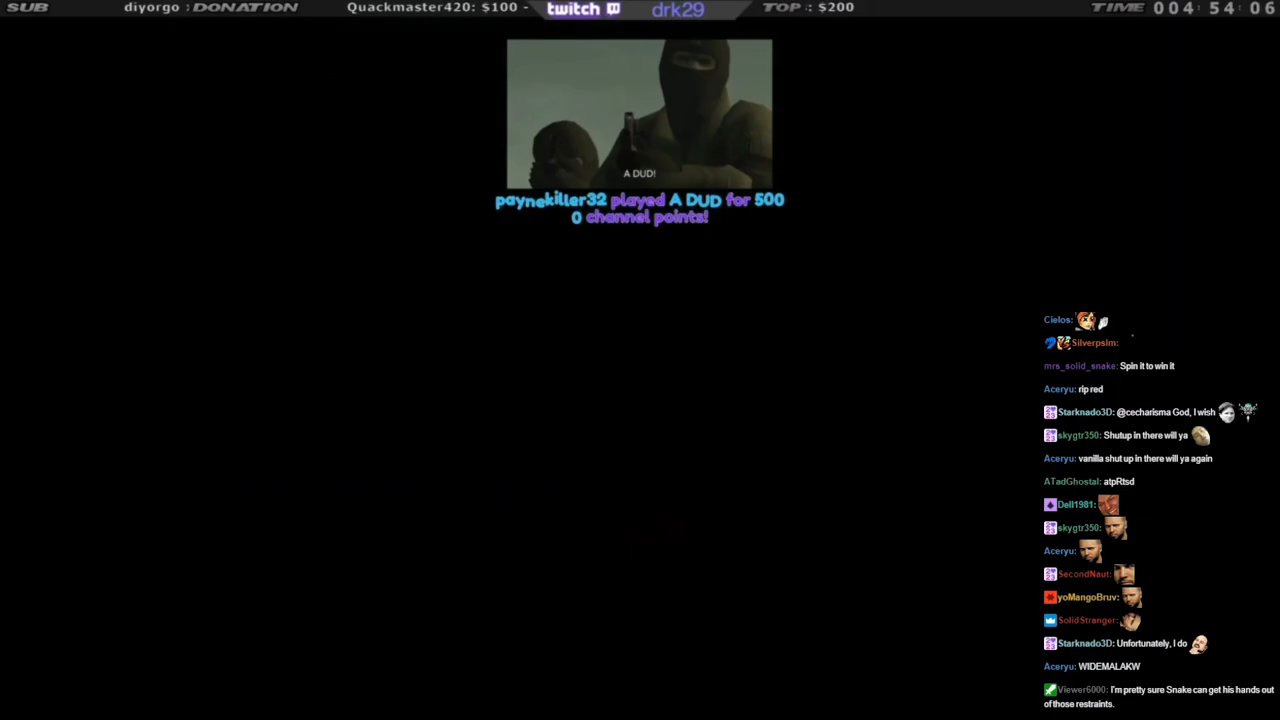 SUB diyorgo : DONATION Quackmaster420: $100 - twitch drk29 TOP : $200 TIME 004:54:06
A DUD!
paynekiller32 played A DUD for 500
0 channel points!
Cielos:
Silverpslm:
mrs_solid_snake: Spin it to win it
Aceryu: rip red
Starknado3D: @cecharisma God, I wish
skygtr350: Shutup in there will ya
Aceryu: vanilla shut up in there will ya again
ATadGhostal: atpRtsd
Dell1981:
skygtr350:
Aceryu:
SecondNaut:
yoMangoBruv:
SolidStranger:
Starknado3D: Unfortunately, I do
Aceryu: WIDEMALAKW
Viewer6000: I'm pretty sure Snake can get his hands out
of those restraints.